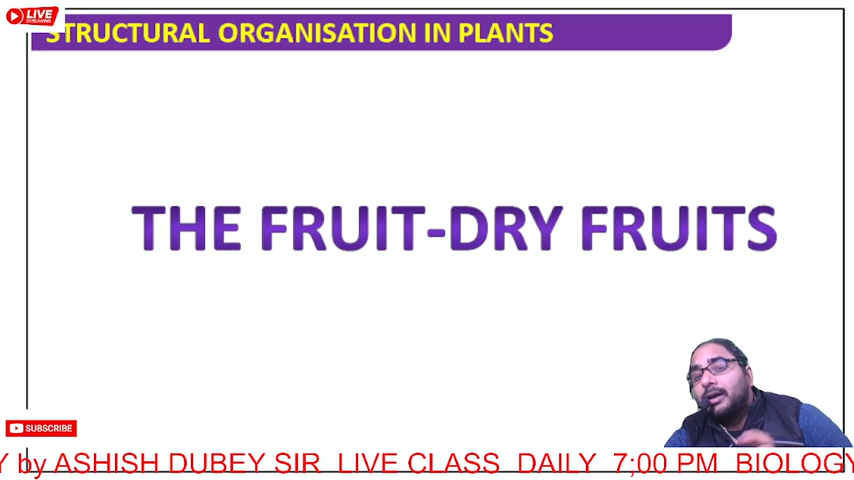 LIVE
STREAMING
STRUCTURAL ORGANISATION IN PLANTS
THE FRUIT-DRY FRUITS
SUBSCRIBE
Y by ASHISH DUBEY SIR LIVE CLASS DAILY 7;00 PM BIOLOGY